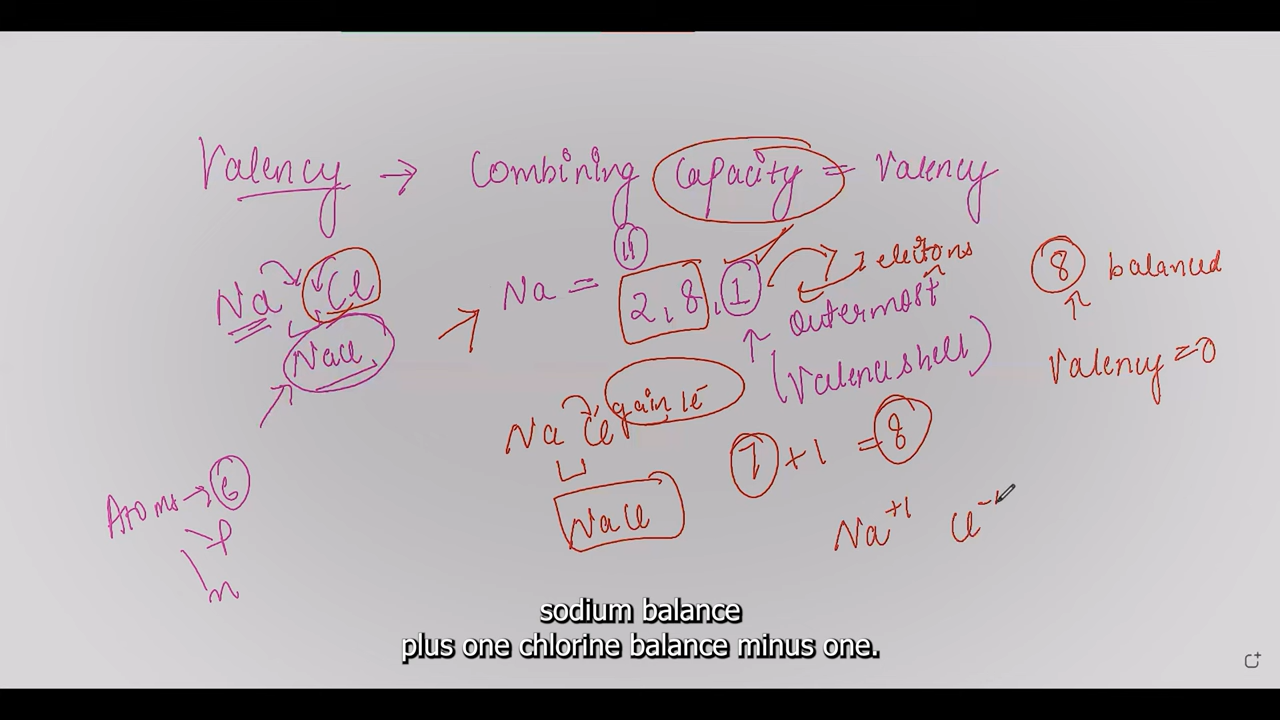 Valency → Combining Capacity = Valency
Na Cl
NaCl
Na = 2, 8, 1
11
7 electrons
outermost
(Valence shell)
8 balanced
Valency = 0
Na Cl gain 1e⁻
NaCl
7 + 1 = 8
Na⁺¹ Cl⁻
Atoms → e
p
n
sodium balance
plus one chlorine balance minus one.